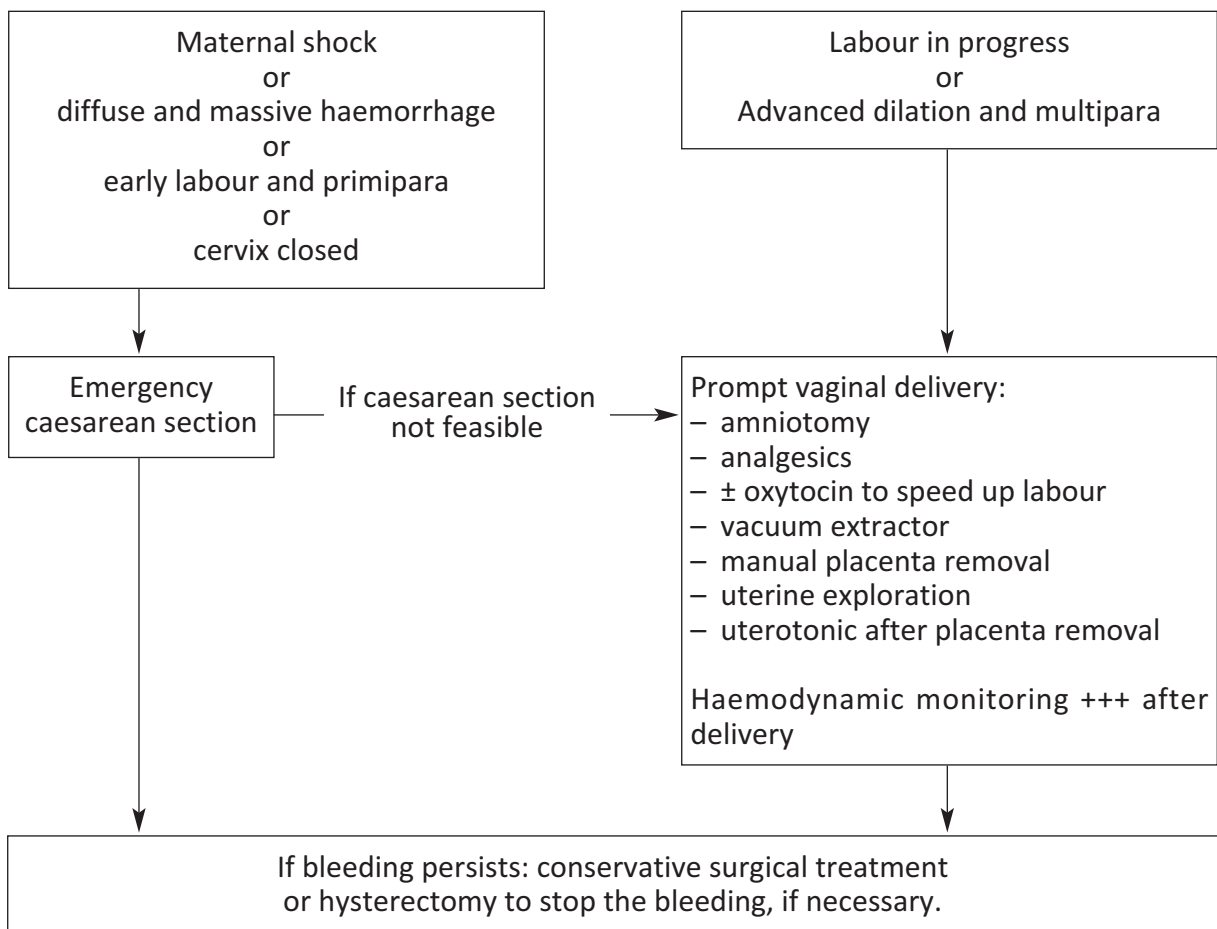 Maternal shock
or
diffuse and massive haemorrhage
or
early labour and primipara
or
cervix closed
Labour in progress
or
Advanced dilation and multipara
Emergency
caesarean section
If caesarean section
not feasible
Prompt vaginal delivery:
– amniotomy
– analgesics
– ± oxytocin to speed up labour
– vacuum extractor
– manual placenta removal
– uterine exploration
– uterotonic after placenta removal
Haemodynamic monitoring +++ after
delivery
If bleeding persists: conservative surgical treatment
or hysterectomy to stop the bleeding, if necessary.